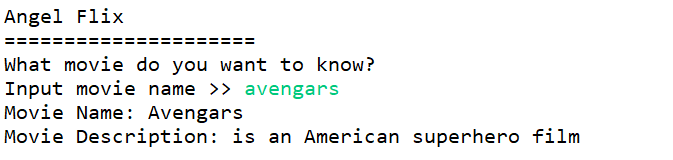 Angel Flix
=====================
What movie do you want to know?
Input movie name >> avengars
Movie Name: Avengars
Movie Description: is an American superhero film